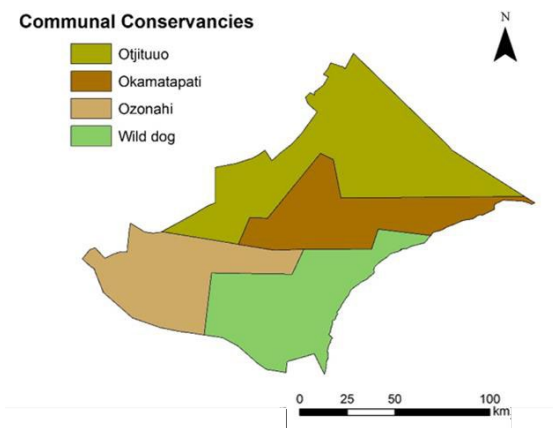 Communal Conservancies
N
Otjituuo
Okamatapati
Ozonahi
Wild dog
0 25 50 100
km